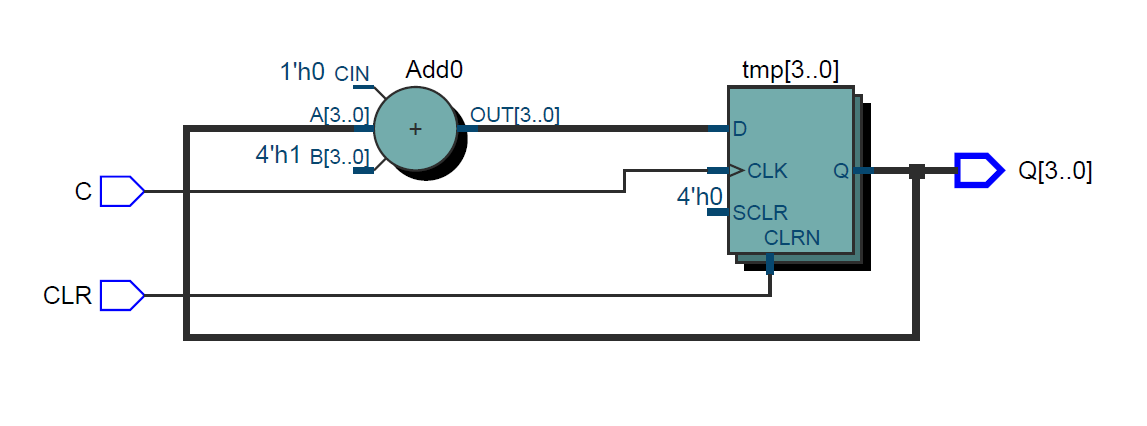 Add0
tmp[3..0]
1'h0 CIN
A[3..0]
+
OUT[3..0]
D
4'h1 B[3..0]
C
CLK
Q
Q[3..0]
4'h0
SCLR
CLRN
CLR